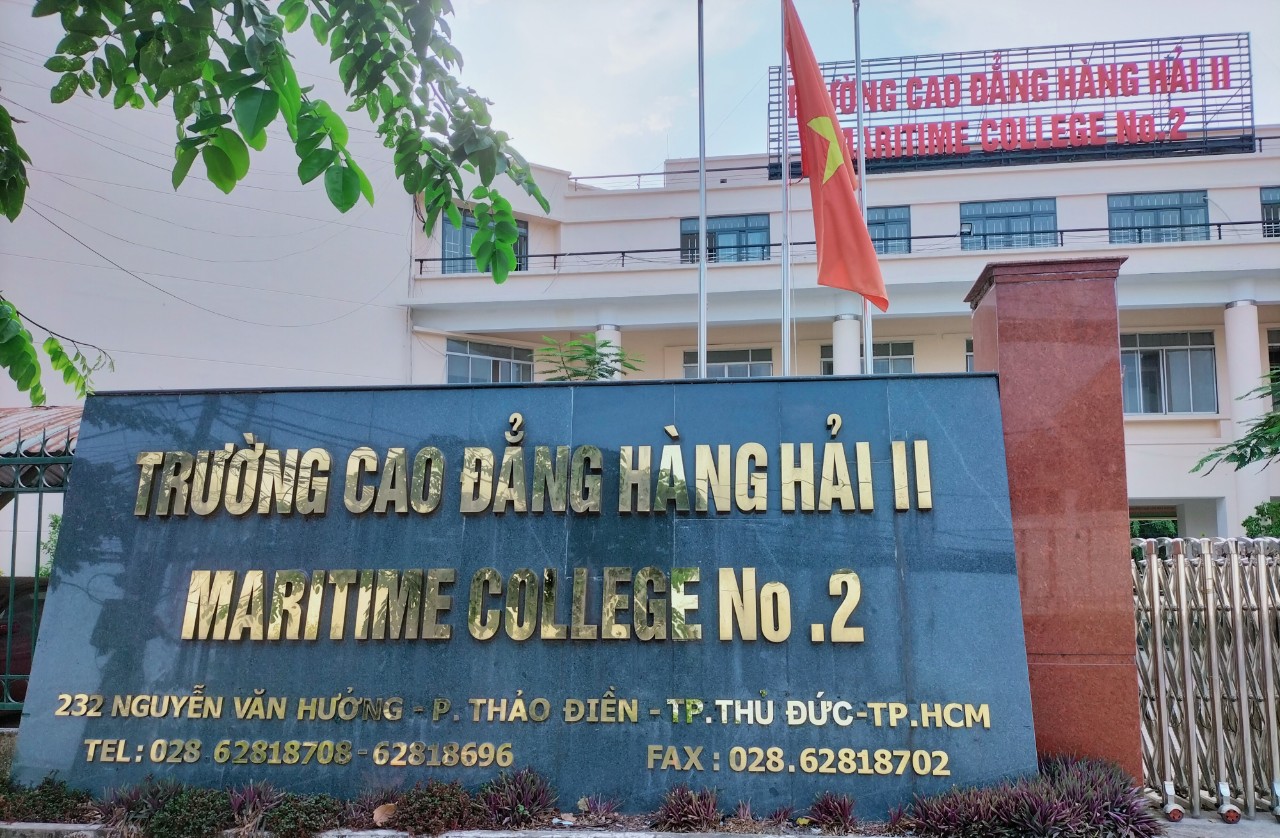 CAO ĐẲNG HÀNG HẢI II
MARITIME COLLEGE No.2
TRƯỜNG CAO ĐẲNG HÀNG HẢI II
MARITIME COLLEGE No .2
232 NGUYỄN VĂN HƯỞNG - P. THẢO ĐIỀN - TP.THỦ ĐỨC-TP.HCM
TEL : 028 62818708 - 62818696 FAX : 028.62818702